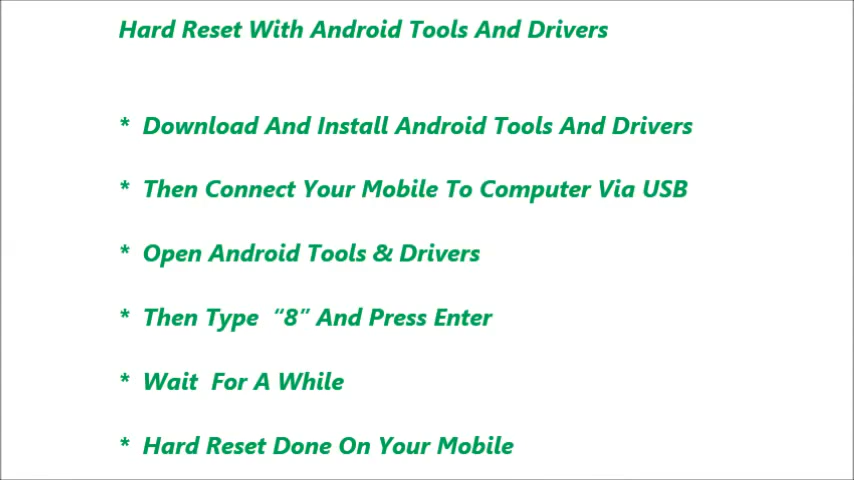 Hard Reset With Android Tools And Drivers
* Download And Install Android Tools And Drivers
* Then Connect Your Mobile To Computer Via USB
* Open Android Tools & Drivers
* Then Type “8” And Press Enter
* Wait For A While
* Hard Reset Done On Your Mobile